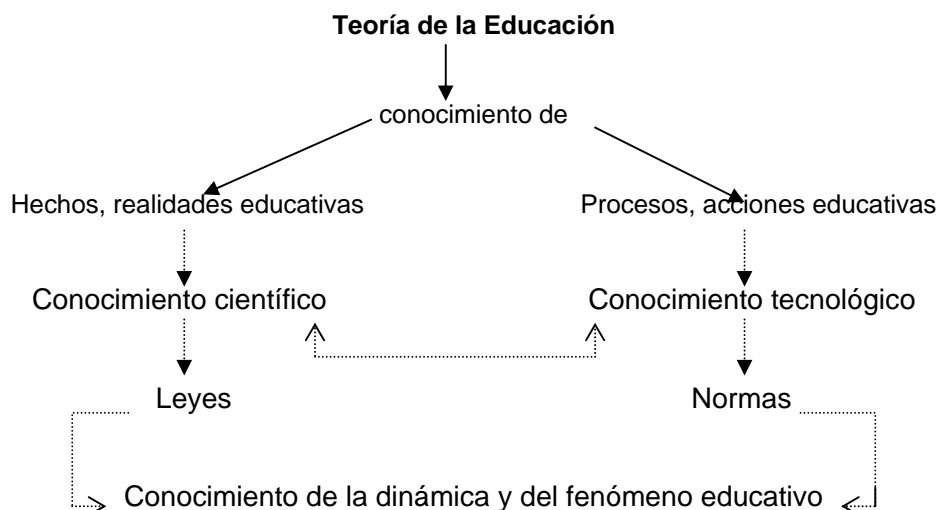 Teoría de la Educación
conocimiento de
Hechos, realidades educativas
Procesos, acciones educativas
Conocimiento científico
Conocimiento tecnológico
Leyes
Normas
Conocimiento de la dinámica y del fenómeno educativo